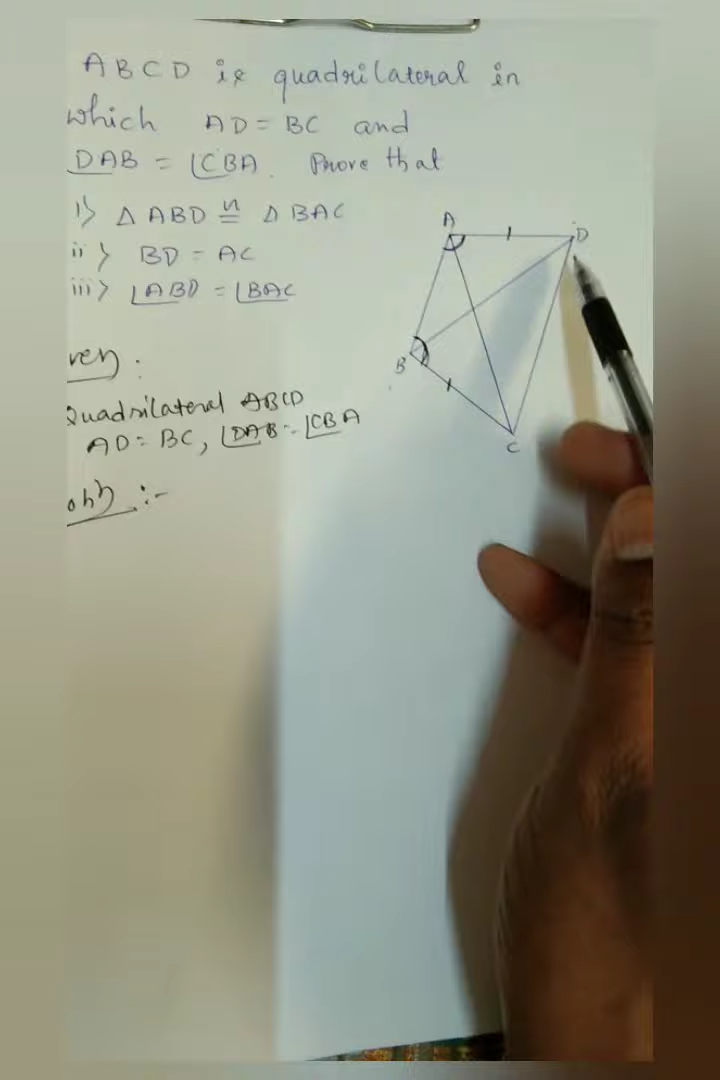 ABCD is quadrilateral in
which AD = BC and
∠DAB = ∠CBA. Prove that
i> △ ABD ≅ △ BAC
ii> BD = AC
iii> ∠ABD = ∠BAC
A
D
B
C
ven :
Quadrilateral ABCD
AD = BC, ∠DAB = ∠CBA
:-